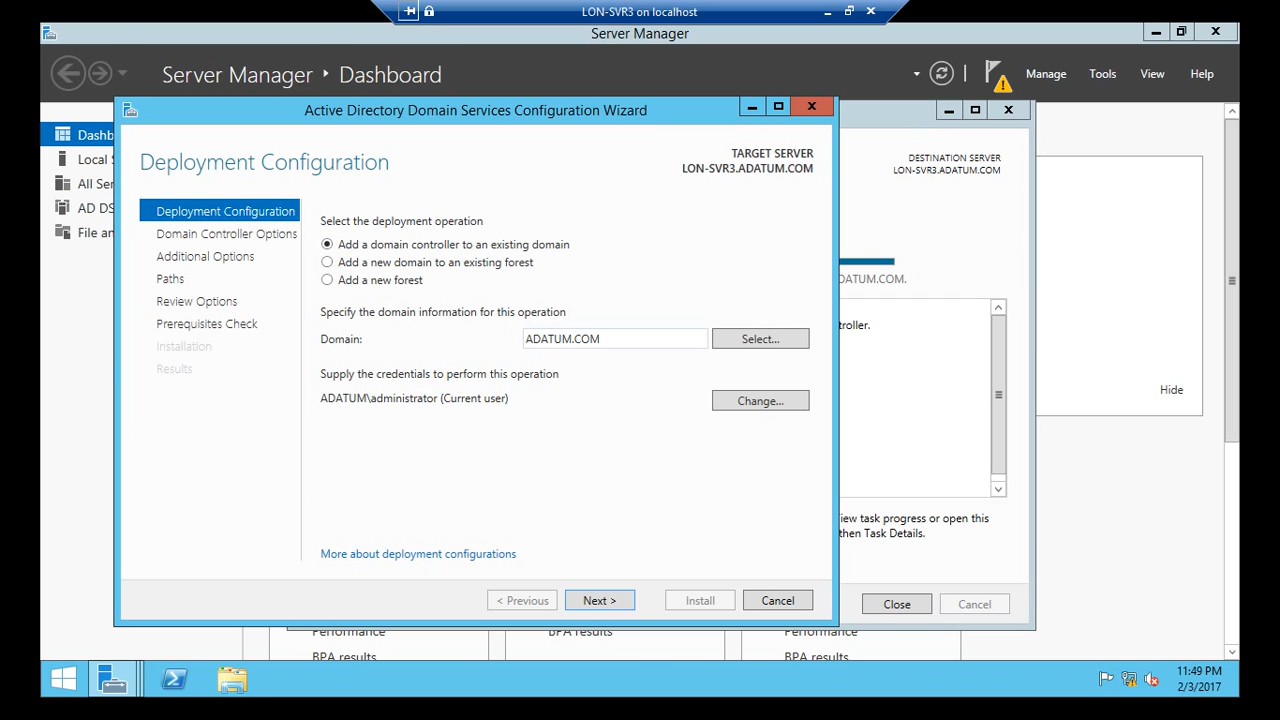 LON-SVR3 on localhost
Server Manager
Server Manager ‣ Dashboard
Manage
Tools
View
Help
Dashb
Local S
All Ser
AD DS
File an
Active Directory Domain Services Configuration Wizard
Deployment Configuration
TARGET SERVER
LON-SVR3.ADATUM.COM
Deployment Configuration
Domain Controller Options
Additional Options
Paths
Review Options
Prerequisites Check
Installation
Results
Select the deployment operation
Add a domain controller to an existing domain
Add a new domain to an existing forest
Add a new forest
Specify the domain information for this operation
Domain:
ADATUM.COM
Select...
Supply the credentials to perform this operation
ADATUM\administrator (Current user)
Change...
More about deployment configurations
< Previous
Next >
Install
Cancel
DESTINATION SERVER
LON-SVR3.ADATUM.COM
DATUM.COM.
troller.
view task progress or open this
then Task Details.
Close
Cancel
Hide
Performance
BPA results
BPA results
Performance
BPA results
11:49 PM
2/3/2017